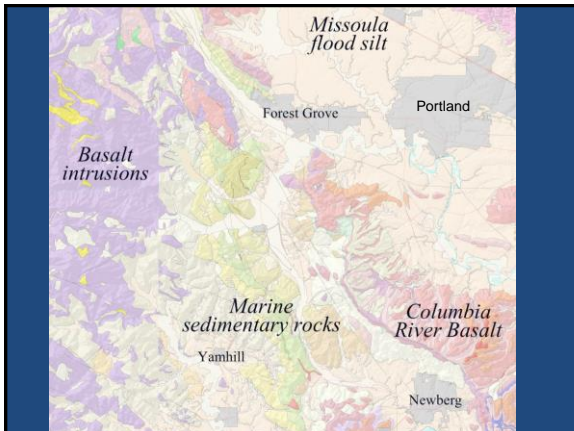 Missoula
flood silt
Portland
Forest Grove
Basalt
intrusions
Marine
sedimentary rocks
Columbia
River Basalt
Yamhill
Newberg